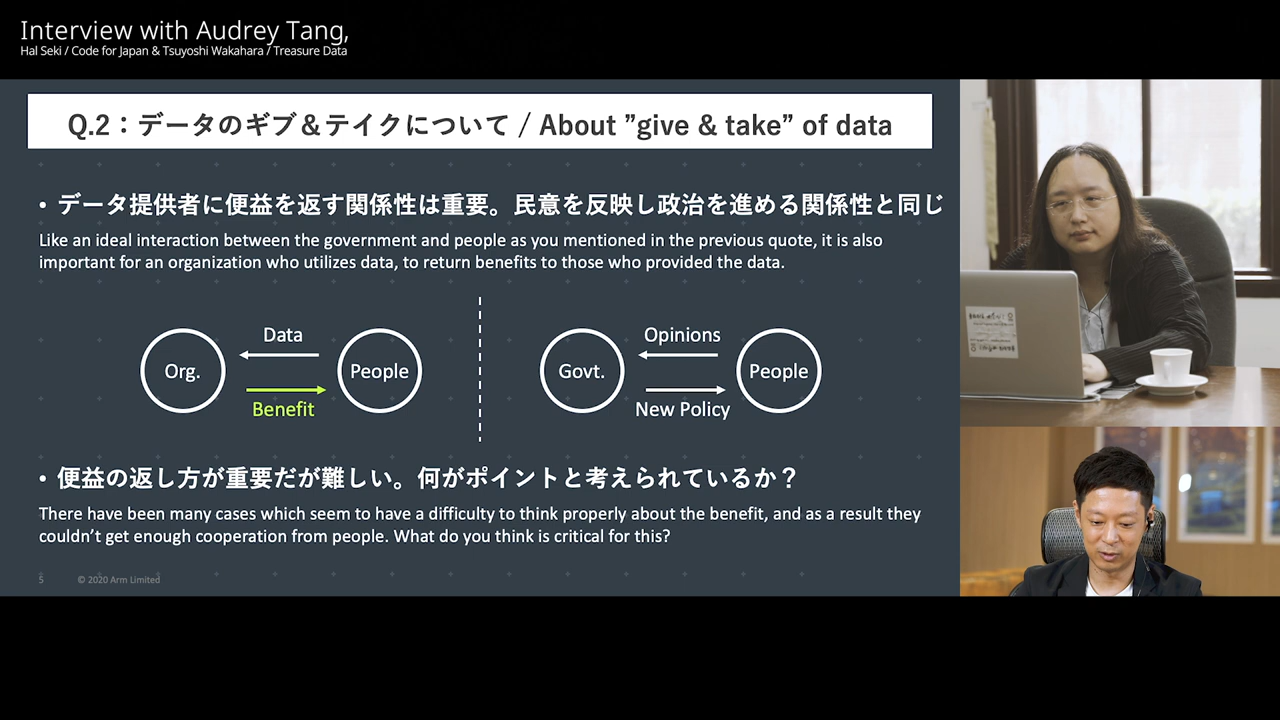 Interview with Audrey Tang,
Hal Seki / Code for Japan & Tsuyoshi Wakahara / Treasure Data
Q.2：データのギブ＆テイクについて / About ”give & take” of data
• データ提供者に便益を返す関係性は重要。民意を反映し政治を進める関係性と同じ
Like an ideal interaction between the government and people as you mentioned in the previous quote, it is also
important for an organization who utilizes data, to return benefits to those who provided the data.
Org.
Data
Benefit
People
Govt.
Opinions
New Policy
People
• 便益の返し方が重要だが難しい。何がポイントと考えられているか？
There have been many cases which seem to have a difficulty to think properly about the benefit, and as a result they
couldn’t get enough cooperation from people. What do you think is critical for this?
5 © 2020 Arm Limited